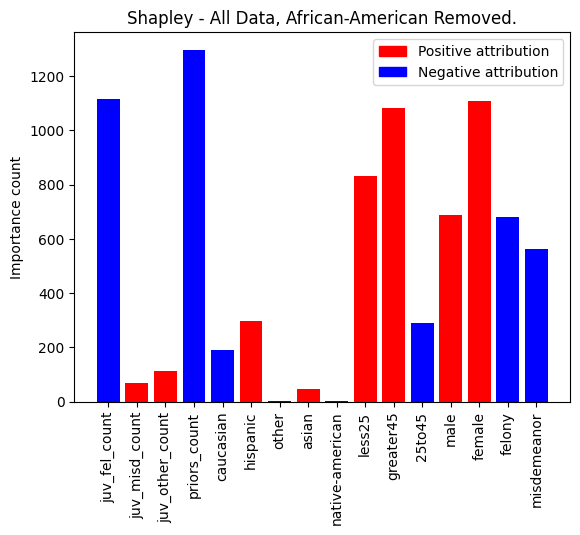 Shapley - All Data, African-American Removed.
Positive attribution
Negative attribution
Importance count
1200
1000
800
600
400
200
0
juv_fel_count
juv_misd_count
juv_other_count
priors_count
caucasian
hispanic
other
asian
native-american
less25
greater45
25to45
male
female
felony
misdemeanor